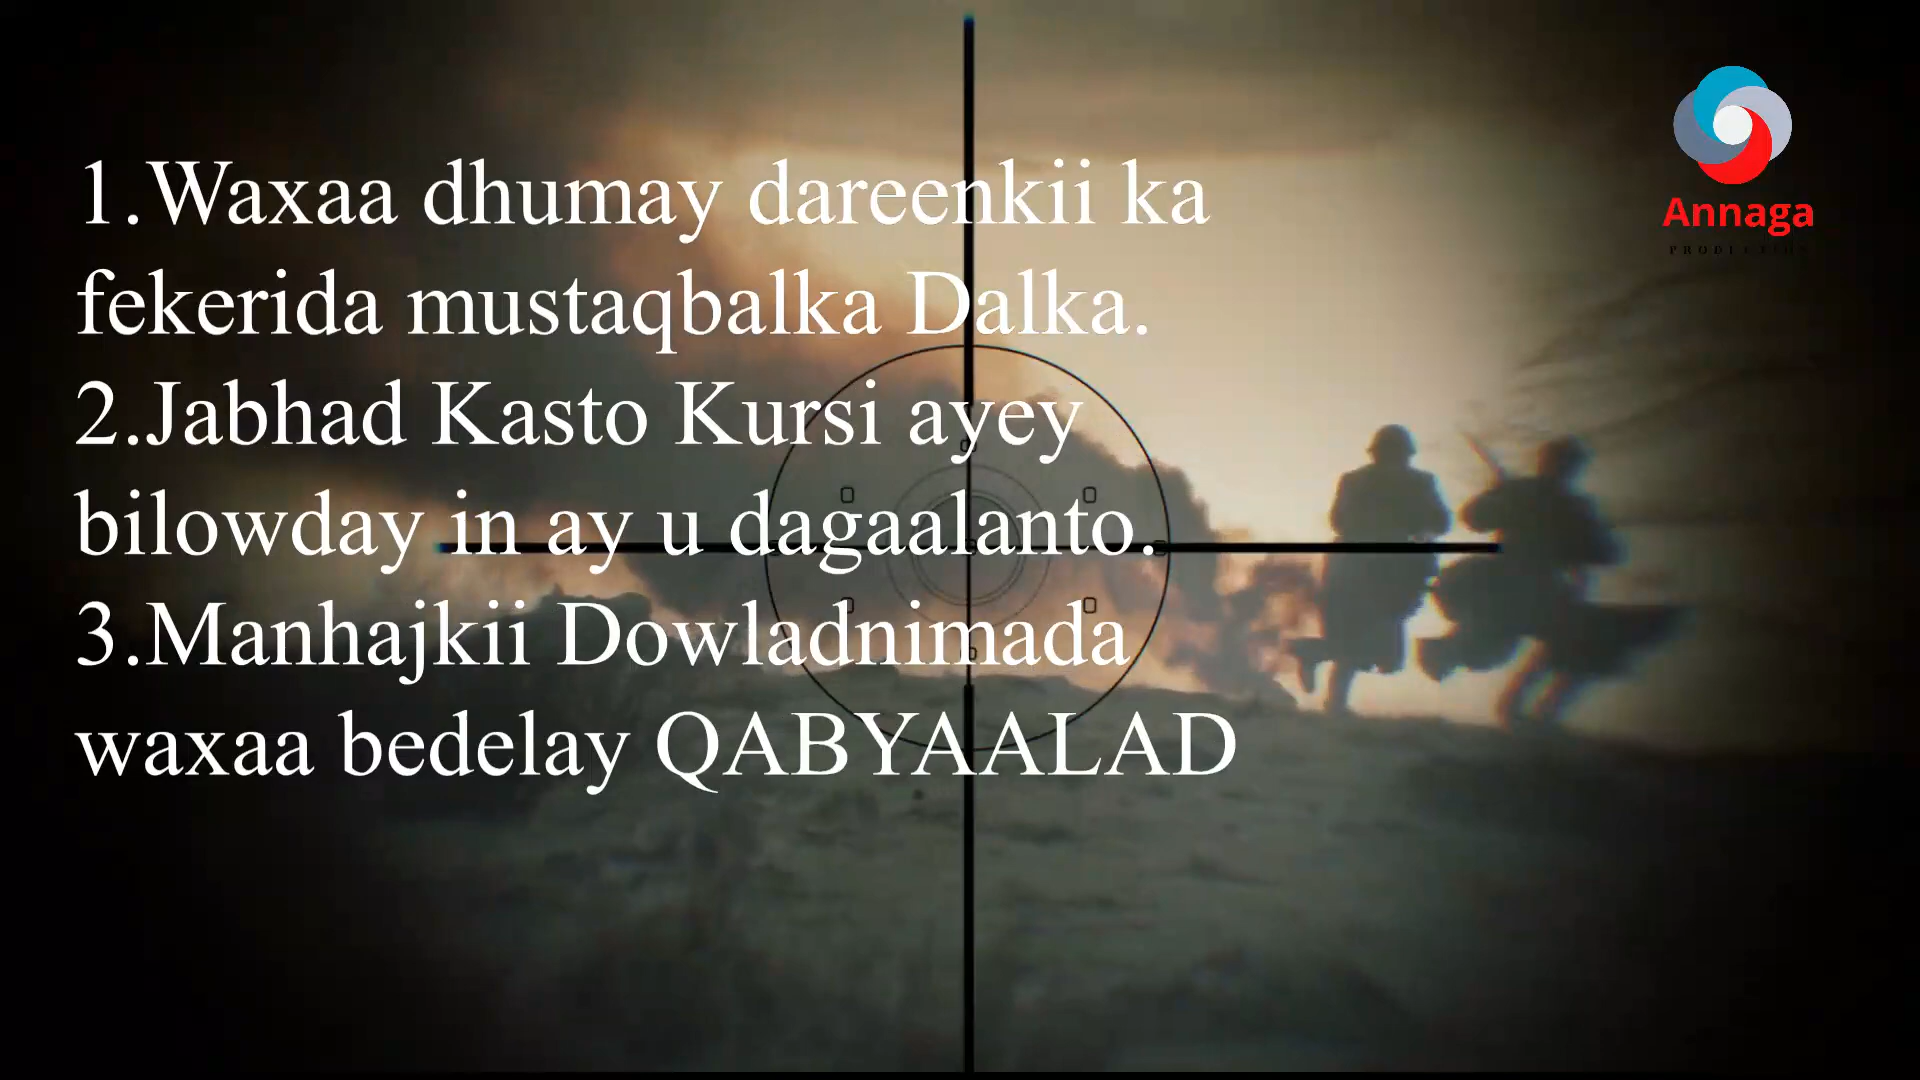 1.Waxaa dhumay dareenkii ka
fekerida mustaqbalka Dalka.
2.Jabhad Kasto Kursi ayey
bilowday in ay u dagaalanto.
3.Manhajkii Dowladnimada
waxaa bedelay QABYAALAD
Annaga
PRODUCTION